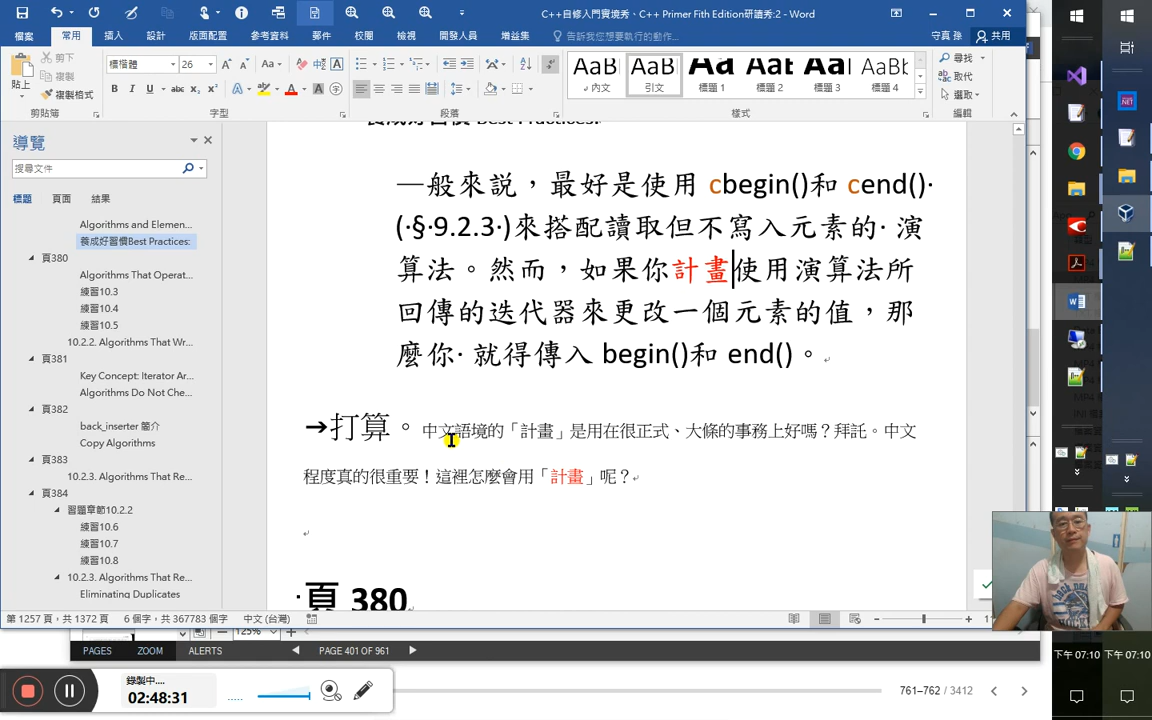 C++自修入門實境秀、C++ Primer Fith Edition研讀秀:2 - Word
檔案 常用 插入 設計 版面配置 參考資料 郵件 校閱 檢視 開發人員 增益集 告訴我您想要執行的動作... 守真 孫 共用
貼上 剪下 複製 複製格式
標楷體 26
AaBb AaBb AaB AaB AaB AaBb
內文 引文 標題 1 標題 2 標題 3 標題 4
尋找 取代 選取
剪貼簿 字型 段落 樣式 編輯
導覽
搜尋文件
標題 頁面 結果
Algorithms and Elemen...
養成好習慣Best Practices:
頁380
Algorithms That Operat...
練習10.3
練習10.4
練習10.5
10.2.2. Algorithms That Wr...
頁381
Key Concept: Iterator Ar...
Algorithms Do Not Che...
頁382
back_inserter 簡介
Copy Algorithms
頁383
10.2.3. Algorithms That Re...
頁384
習題章節10.2.2
練習10.6
練習10.7
練習10.8
10.2.3. Algorithms That Re...
Eliminating Duplicates
養成好習慣 Best Practices:
一般來說，最好是使用 cbegin()和 cend()
(§ 9.2.3 )來搭配讀取但不寫入元素的 演
算法。然而，如果你計畫使用演算法所
回傳的迭代器來更改一個元素的值，那
麼你 就得傳入 begin()和 end()。
→打算。中文語境的「計畫」是用在很正式、大條的事務上好嗎？拜託。中文
程度真的很重要！這裡怎麼會用「計畫」呢？
頁 380
第 1257 頁，共 1372 頁 6 個字，共 367783 個字 中文 (台灣)
125%
PAGES ZOOM ALERTS PAGE 401 OF 961
錄製中....
02:48:31
761–762 / 3412
下午 07:10 下午 07:10